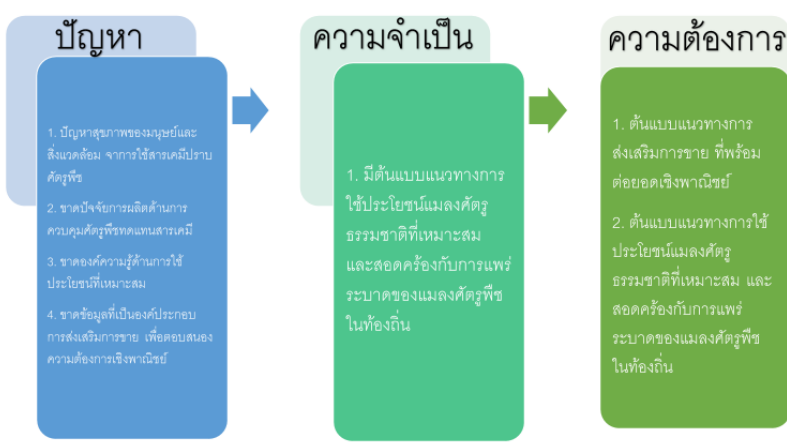 ปัญหา
1. ปัญหาสุขภาพของมนุษย์และ
สิ่งแวดล้อม จาการใช้สารเคมีปราบ
ศัตรูพืช
2. ขาดปัจจัยการผลิตด้านการ
ควบคุมศัตรูพืชทดแทนสารเคมี
3. ขาดองค์ความรู้ด้านการใช้
ประโยชน์ที่เหมาะสม
4. ขาดข้อมูลที่เป็นองค์ประกอบ
การส่งเสริมการขาย เพื่อตอบสนอง
ความต้องการเชิงพาณิชย์
ความจำเป็น
1. มีต้นแบบแนวทางการ
ใช้ประโยชน์แมลงศัตรู
ธรรมชาติที่เหมาะสม
และสอดคร้องกับการแพร่
ระบาดของแมลงศัตรูพืช
ในท้องถิ่น
ความต้องการ
1. ต้นแบบแนวทางการ
ส่งเสริมการขาย ที่พร้อม
ต่อยอดเชิงพาณิชย์
2. ต้นแบบแนวทางการใช้
ประโยชน์แมลงศัตรู
ธรรมชาติที่เหมาะสม และ
สอดคร้องกับการแพร่
ระบาดของแมลงศัตรูพืช
ในท้องถิ่น